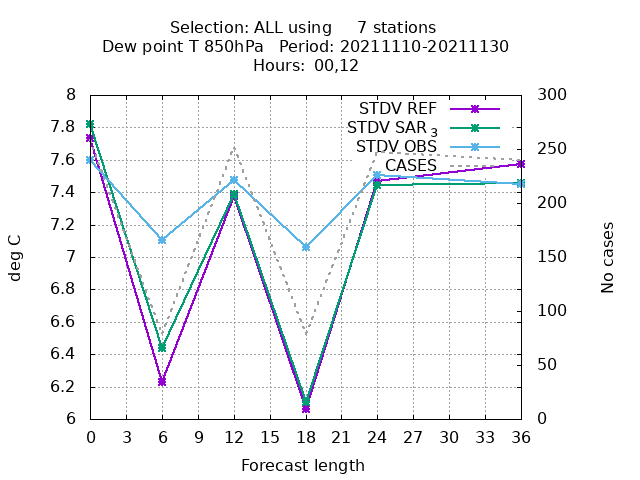 Selection: ALL using     7 stations
Dew point T 850hPa   Period: 20211110-20211130
Hours:  00,12
8
7.8
7.6
7.4
7.2
7
6.8
6.6
6.4
6.2
6
300
250
200
150
100
50
0
STDV REF
STDV SAR3
STDV OBS
CASES
deg C
No cases
0 3 6 9 12 15 18 21 24 27 30 33 36
Forecast length